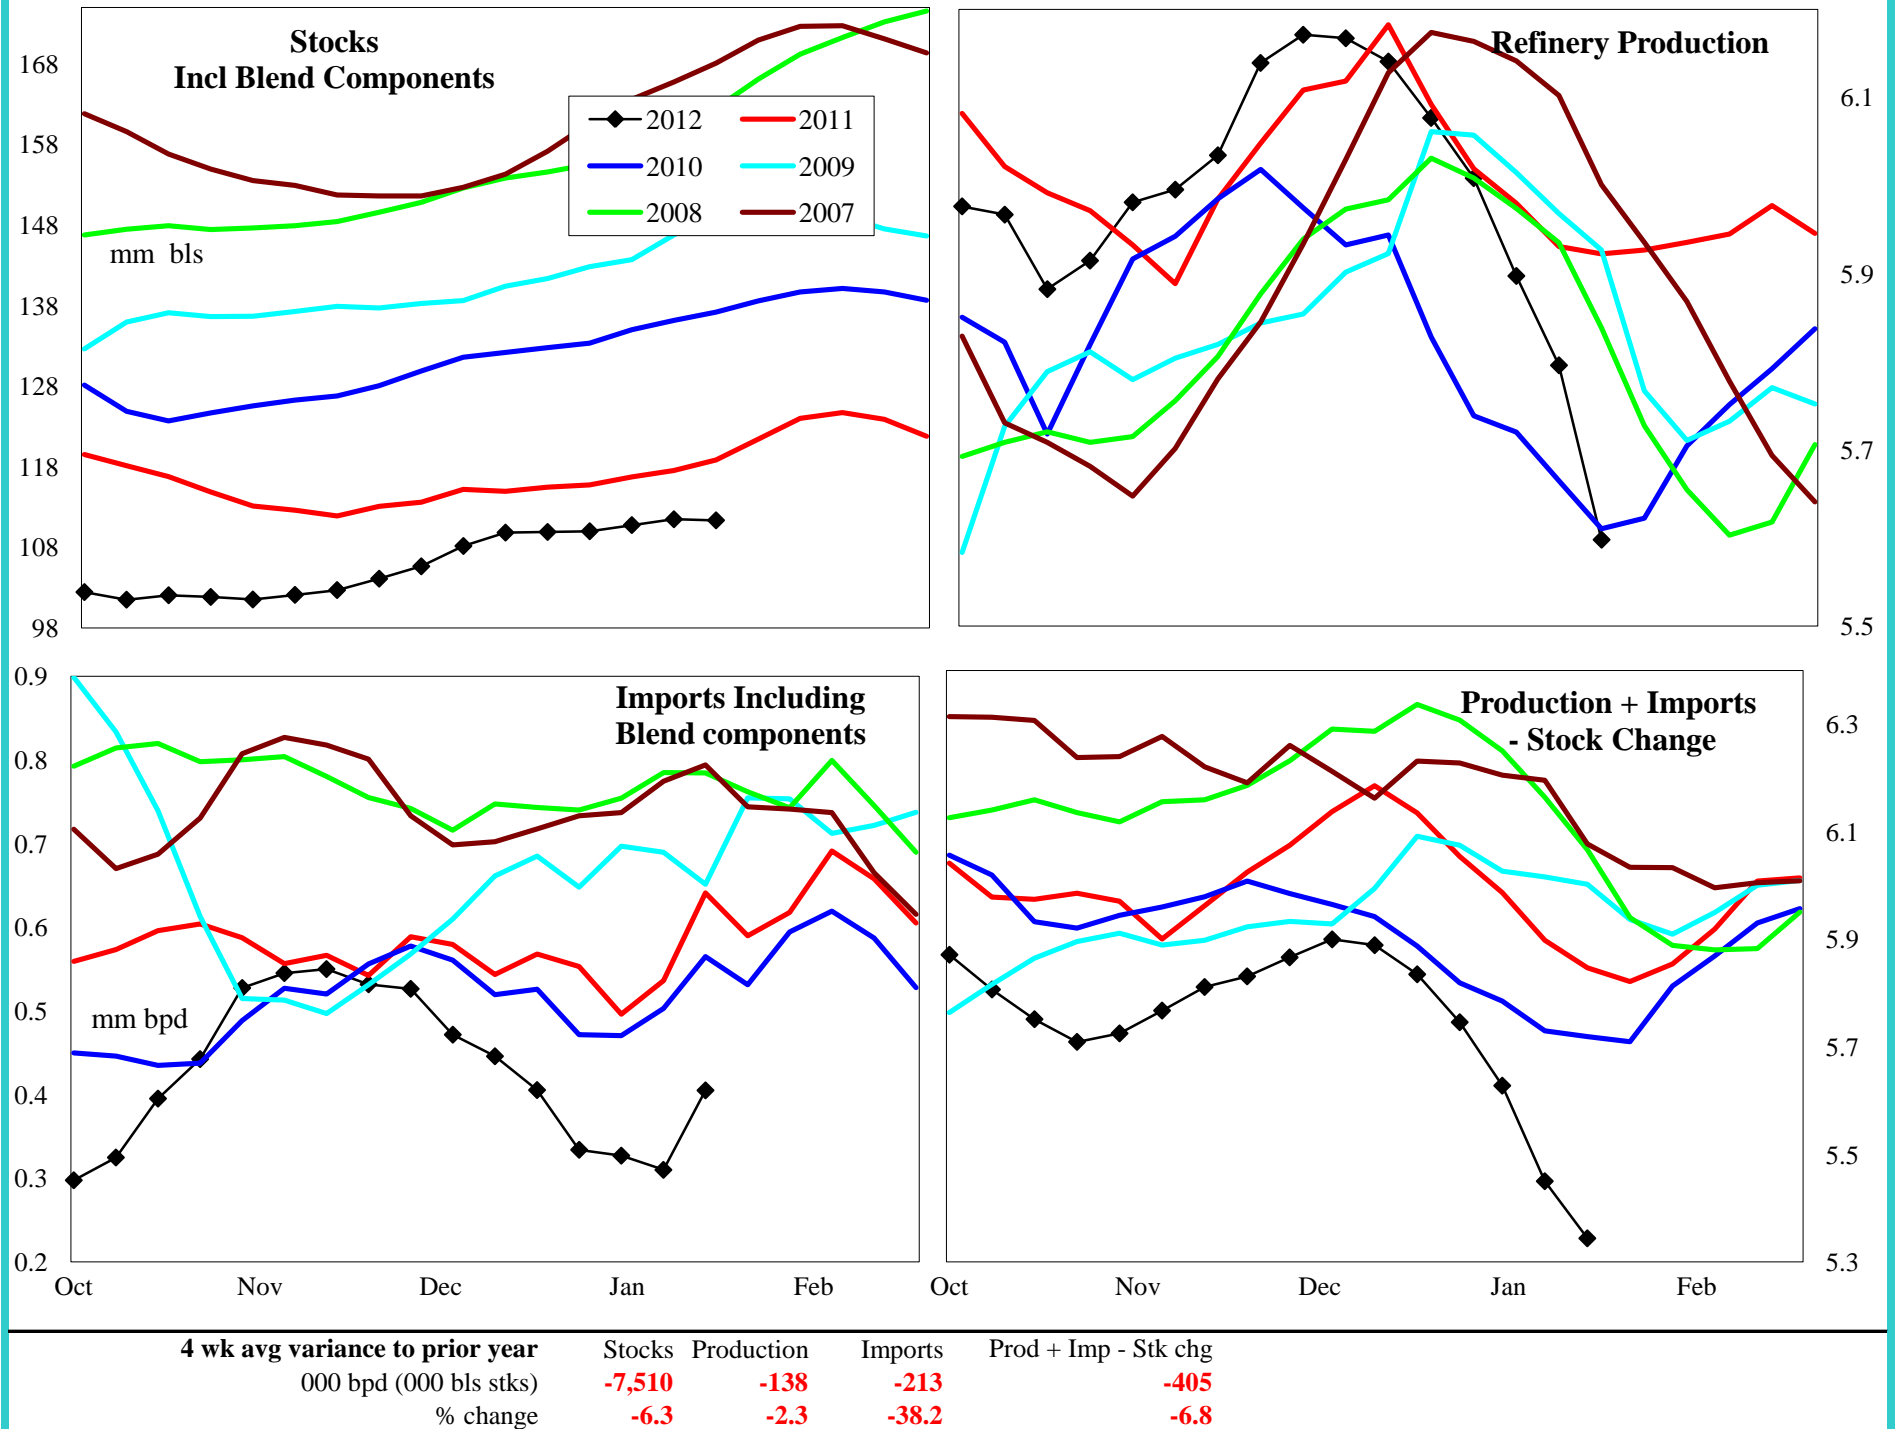 Stocks
Incl Blend Components
168
158
148
138
128
118
108
98
mm bls
2012 2011
2010 2009
2008 2007
Refinery Production
6.1
5.9
5.7
5.5
Imports Including
Blend components
0.9
0.8
0.7
0.6
0.5
0.4
0.3
0.2
mm bpd
Oct Nov Dec Jan Feb
Production + Imports
- Stock Change
6.3
6.1
5.9
5.7
5.5
5.3
Oct Nov Dec Jan Feb
4 wk avg variance to prior year Stocks Production Imports Prod + Imp - Stk chg
000 bpd (000 bls stks) -7,510 -138 -213 -405
% change -6.3 -2.3 -38.2 -6.8